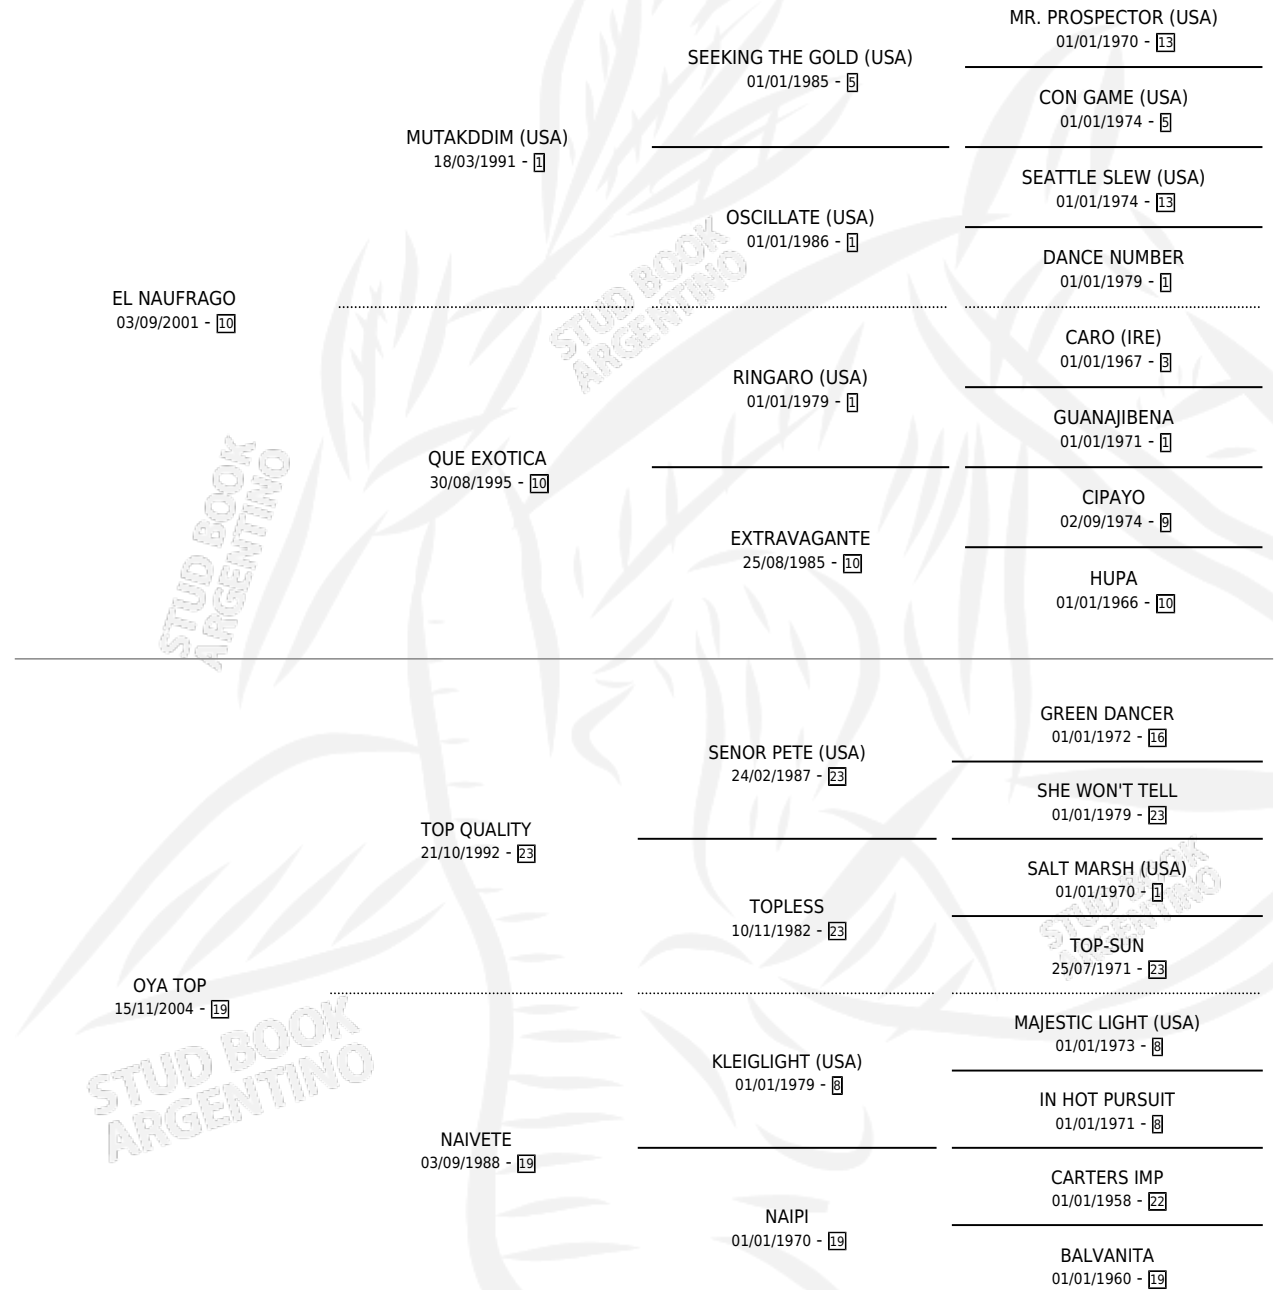 MR. PROSPECTOR (USA)
01/01/1970 - 13
SEEKING THE GOLD (USA)
01/01/1985 - 5
CON GAME (USA)
01/01/1974 - 5
MUTAKDDIM (USA)
18/03/1991 - 1
SEATTLE SLEW (USA)
01/01/1974 - 13
OSCILLATE (USA)
01/01/1986 - 1
DANCE NUMBER
01/01/1979 - 1
EL NAUFRAGO
03/09/2001 - 10
CARO (IRE)
01/01/1967 - 3
RINGARO (USA)
01/01/1979 - 1
GUANAJIBENA
01/01/1971 - 1
QUE EXOTICA
30/08/1995 - 10
CIPAYO
02/09/1974 - 9
EXTRAVAGANTE
25/08/1985 - 10
HUPA
01/01/1966 - 10
STUD BOOK
ARGENTINO
STUD BOOK
ARGENTINO
GREEN DANCER
01/01/1972 - 16
SENOR PETE (USA)
24/02/1987 - 23
SHE WON'T TELL
01/01/1979 - 23
TOP QUALITY
21/10/1992 - 23
SALT MARSH (USA)
01/01/1970 - 1
TOPLESS
10/11/1982 - 23
TOP-SUN
25/07/1971 - 23
STUD BOOK
ARGENTINO
OYA TOP
15/11/2004 - 19
MAJESTIC LIGHT (USA)
01/01/1973 - 8
KLEIGLIGHT (USA)
01/01/1979 - 8
IN HOT PURSUIT
01/01/1971 - 8
STUD BOOK
ARGENTINO
NAIVETE
03/09/1988 - 19
CARTERS IMP
01/01/1958 - 22
NAIPI
01/01/1970 - 19
BALVANITA
01/01/1960 - 19